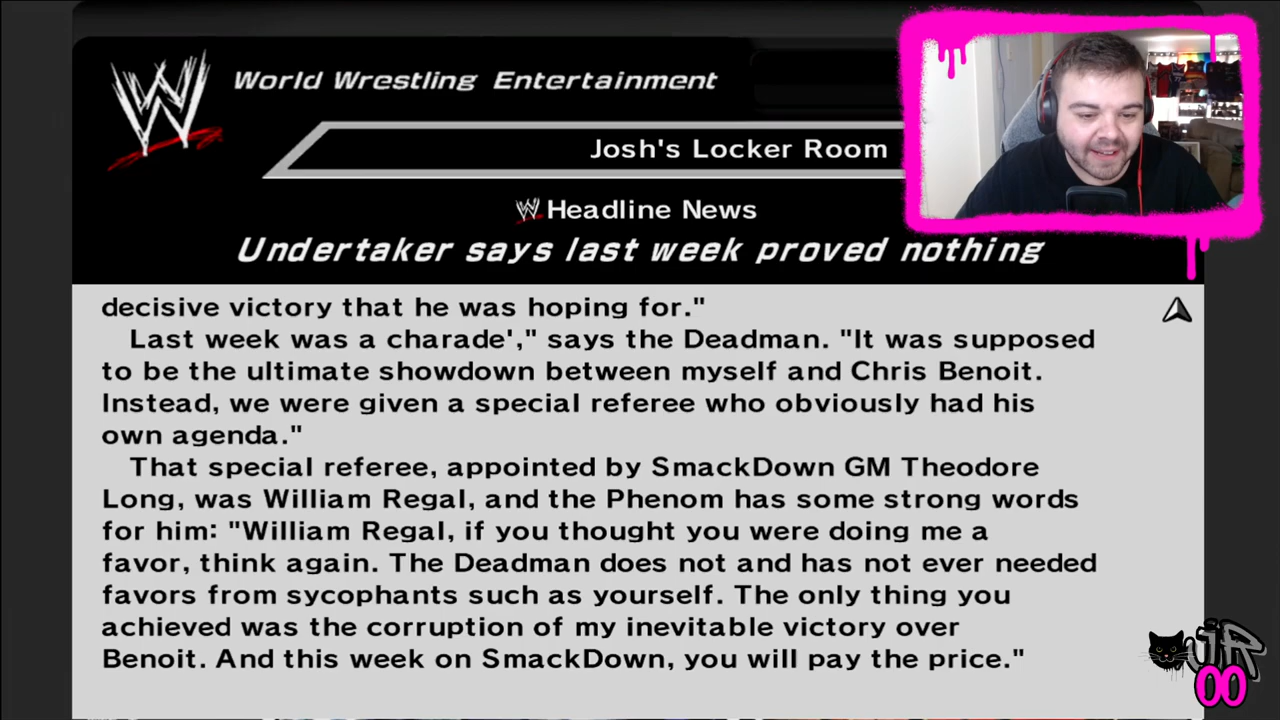 World Wrestling Entertainment
Josh's Locker Room
Headline News
Undertaker says last week proved nothing
decisive victory that he was hoping for."
Last week was a charade'," says the Deadman. "It was supposed
to be the ultimate showdown between myself and Chris Benoit.
Instead, we were given a special referee who obviously had his
own agenda."
That special referee, appointed by SmackDown GM Theodore
Long, was William Regal, and the Phenom has some strong words
for him: "William Regal, if you thought you were doing me a
favor, think again. The Deadman does not and has not ever needed
favors from sycophants such as yourself. The only thing you
achieved was the corruption of my inevitable victory over
Benoit. And this week on SmackDown, you will pay the price."
JR
00